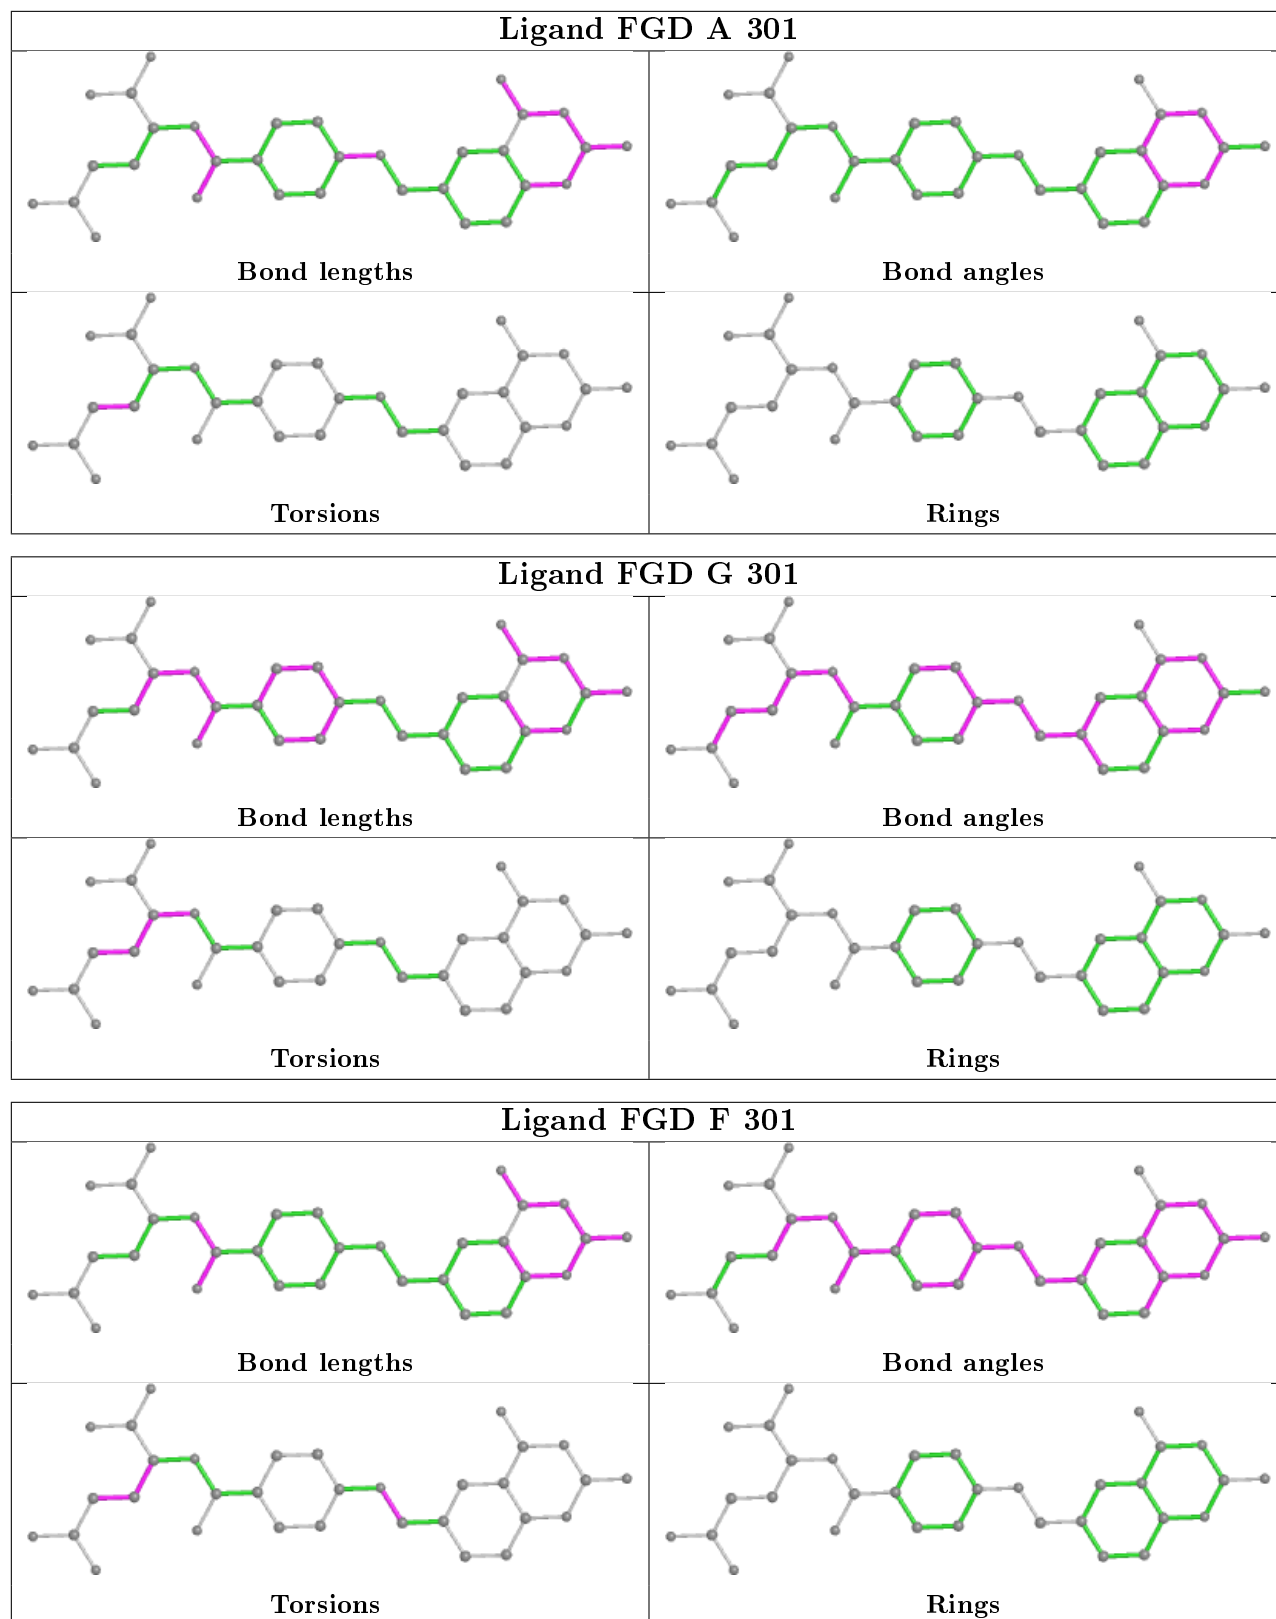 Ligand FGD A 301
Bond lengths
Bond angles
Torsions
Rings
Ligand FGD G 301
Bond lengths
Bond angles
Torsions
Rings
Ligand FGD F 301
Bond lengths
Bond angles
Torsions
Rings